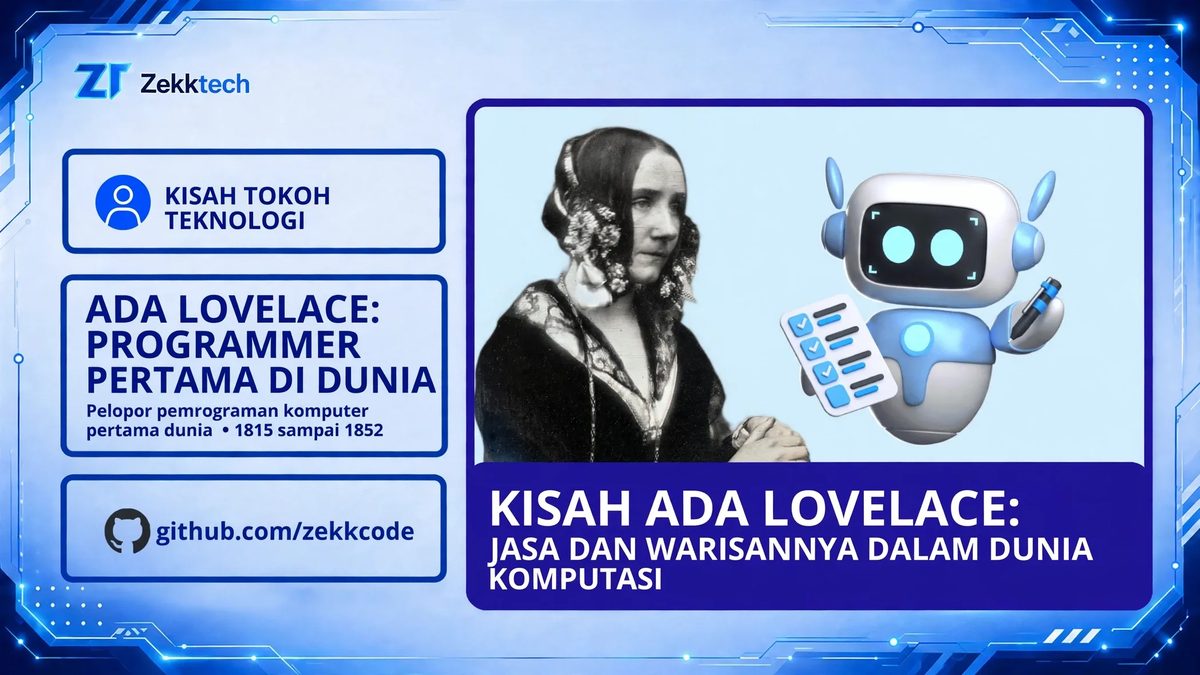 ZT Zekktech
KISAH TOKOH
TEKNOLOGI
ADA LOVELACE:
PROGRAMMER
PERTAMA DI DUNIA
Pelopor pemrograman komputer
pertama dunia • 1815 sampai 1852
github.com/zekkcode
KISAH ADA LOVELACE:
JASA DAN WARISANNYA DALAM DUNIA
KOMPUTASI